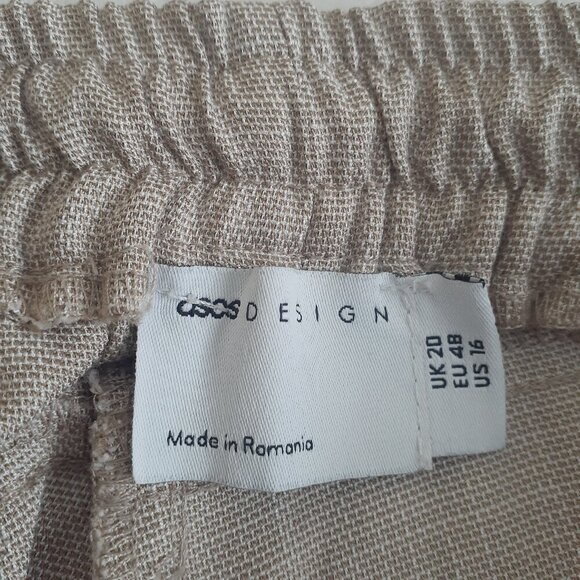 asos DESIGN
Made in Romania
UK 20
EU 48
US 16